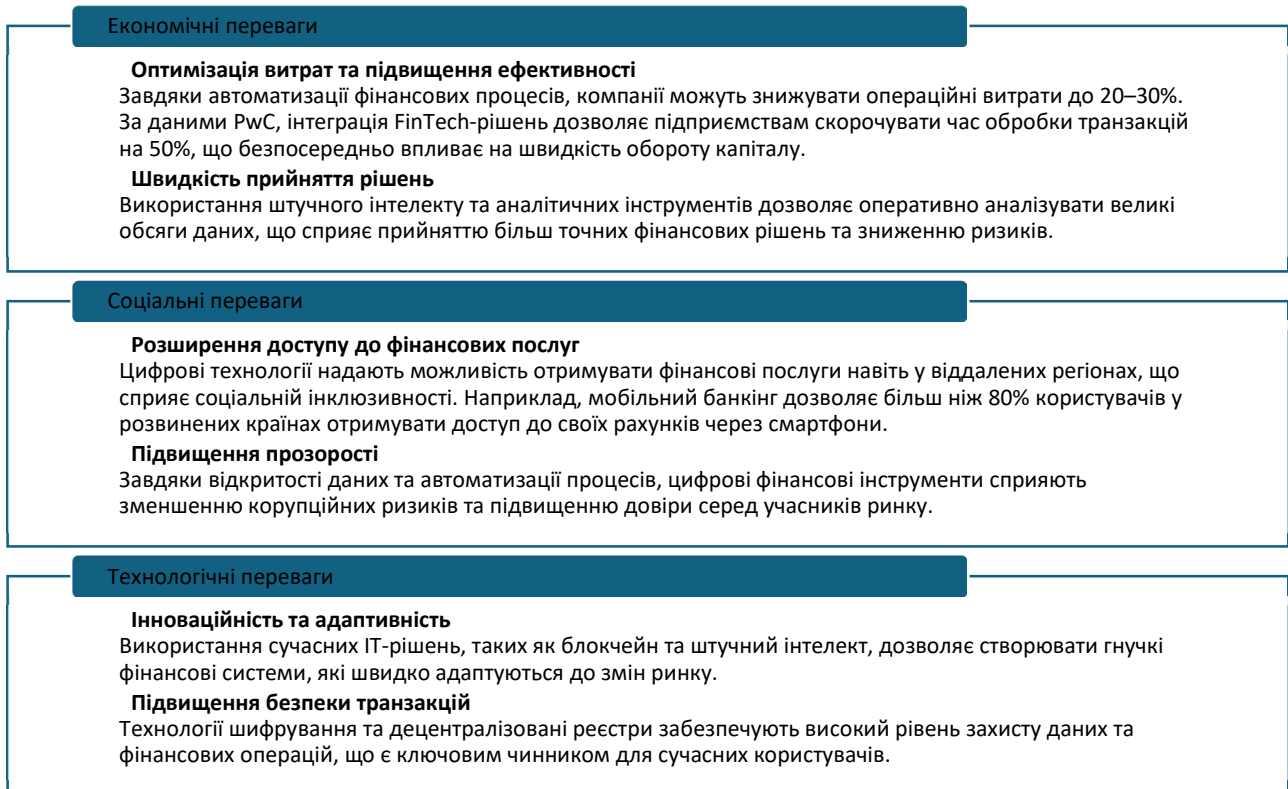 Економічні переваги
Оптимізація витрат та підвищення ефективності
Завдяки автоматизації фінансових процесів, компанії можуть знижувати операційні витрати до 20–30%.
За даними PwC, інтеграція FinTech-рішень дозволяє підприємствам скорочувати час обробки транзакцій
на 50%, що безпосередньо впливає на швидкість обороту капіталу.
Швидкість прийняття рішень
Використання штучного інтелекту та аналітичних інструментів дозволяє оперативно аналізувати великі
обсяги даних, що сприяє прийняттю більш точних фінансових рішень та зниженню ризиків.
Соціальні переваги
Розширення доступу до фінансових послуг
Цифрові технології надають можливість отримувати фінансові послуги навіть у віддалених регіонах, що
сприяє соціальній інклюзивності. Наприклад, мобільний банкінг дозволяє більш ніж 80% користувачів у
розвинених країнах отримувати доступ до своїх рахунків через смартфони.
Підвищення прозорості
Завдяки відкритості даних та автоматизації процесів, цифрові фінансові інструменти сприяють
зменшенню корупційних ризиків та підвищенню довіри серед учасників ринку.
Технологічні переваги
Інноваційність та адаптивність
Використання сучасних ІТ-рішень, таких як блокчейн та штучний інтелект, дозволяє створювати гнучкі
фінансові системи, які швидко адаптуються до змін ринку.
Підвищення безпеки транзакцій
Технології шифрування та децентралізовані реєстри забезпечують високий рівень захисту даних та
фінансових операцій, що є ключовим чинником для сучасних користувачів.